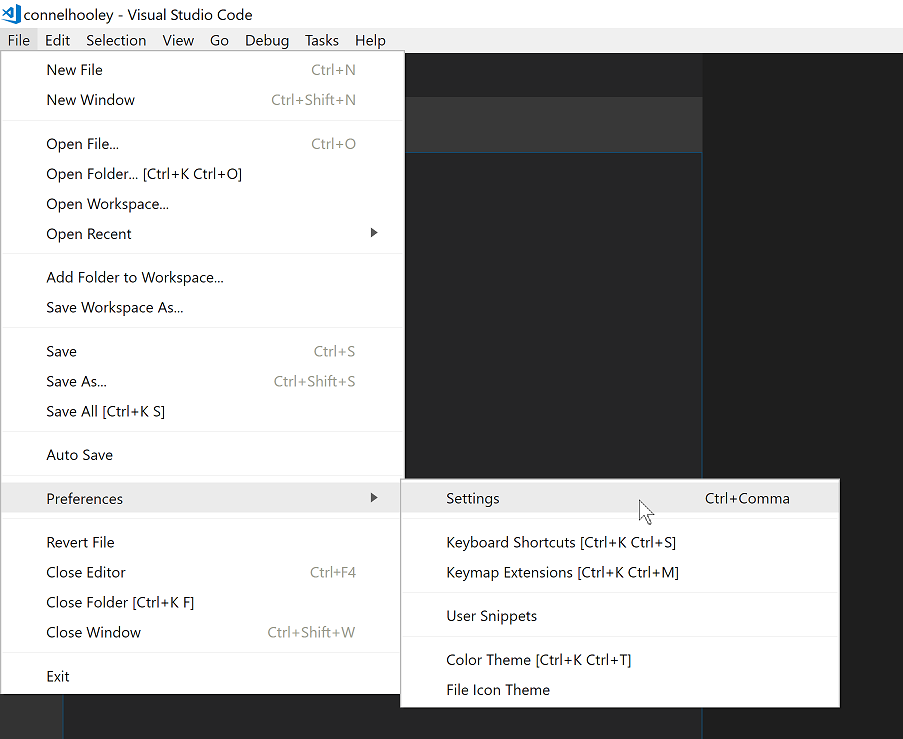 connelhooley - Visual Studio Code
File Edit Selection View Go Debug Tasks Help
New File Ctrl+N
New Window Ctrl+Shift+N
Open File... Ctrl+O
Open Folder... [Ctrl+K Ctrl+O]
Open Workspace...
Open Recent
Add Folder to Workspace...
Save Workspace As...
Save Ctrl+S
Save As... Ctrl+Shift+S
Save All [Ctrl+K S]
Auto Save
Preferences
Revert File
Close Editor Ctrl+F4
Close Folder [Ctrl+K F]
Close Window Ctrl+Shift+W
Exit
Settings Ctrl+Comma
Keyboard Shortcuts [Ctrl+K Ctrl+S]
Keymap Extensions [Ctrl+K Ctrl+M]
User Snippets
Color Theme [Ctrl+K Ctrl+T]
File Icon Theme